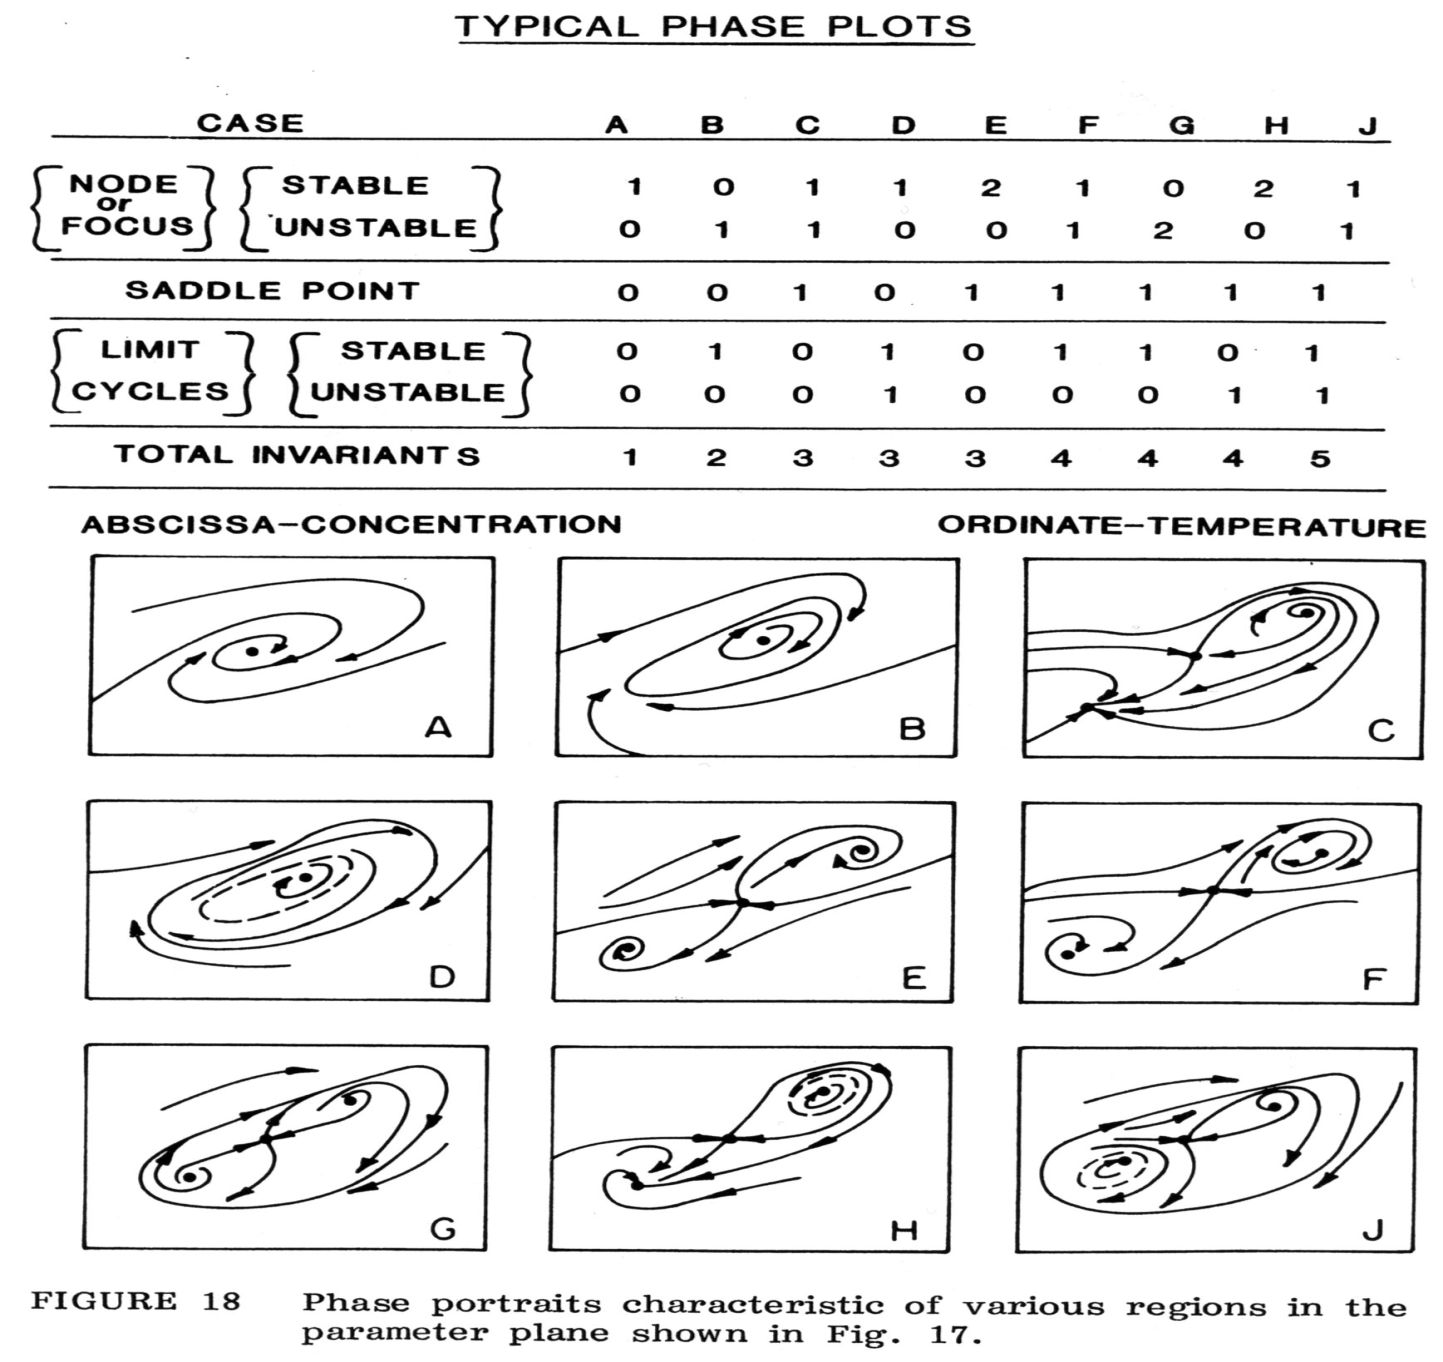 TYPICAL PHASE PLOTS
CASE A B C D E F G H J
NODE or FOCUS STABLE 1 0 1 1 2 1 0 2 1
UNSTABLE 0 1 1 0 0 1 2 0 1
SADDLE POINT 0 0 1 0 1 1 1 1 1
LIMIT CYCLES STABLE 0 1 0 1 0 1 1 0 1
UNSTABLE 0 0 0 1 0 0 0 1 1
TOTAL INVARIANTS 1 2 3 3 3 4 4 4 5
ABSCISSA-CONCENTRATION ORDINATE-TEMPERATURE
A B C
D E F
G H J
FIGURE 18 Phase portraits characteristic of various regions in the
parameter plane shown in Fig. 17.